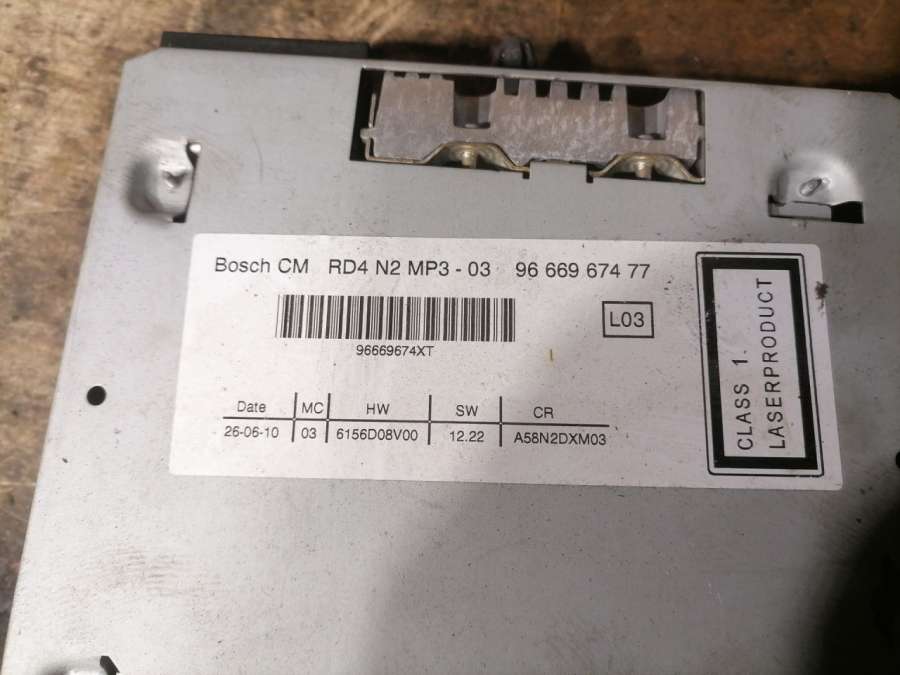 Bosch CM RD4 N2 MP3 - 03 96 669 674 77
L03
96669674XT
Date MC HW SW CR
26-06-10 03 6156D08V00 12.22 A58N2DXM03
CLASS 1
LASERPRODUCT